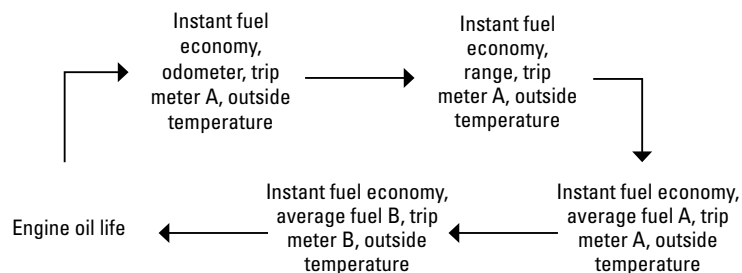 Instant fuel
economy,
odometer, trip
meter A, outside
temperature
Instant fuel
economy,
range, trip
meter A, outside
temperature
Instant fuel economy,
average fuel A, trip
meter A, outside
temperature
Instant fuel economy,
average fuel B, trip
meter B, outside
temperature
Engine oil life